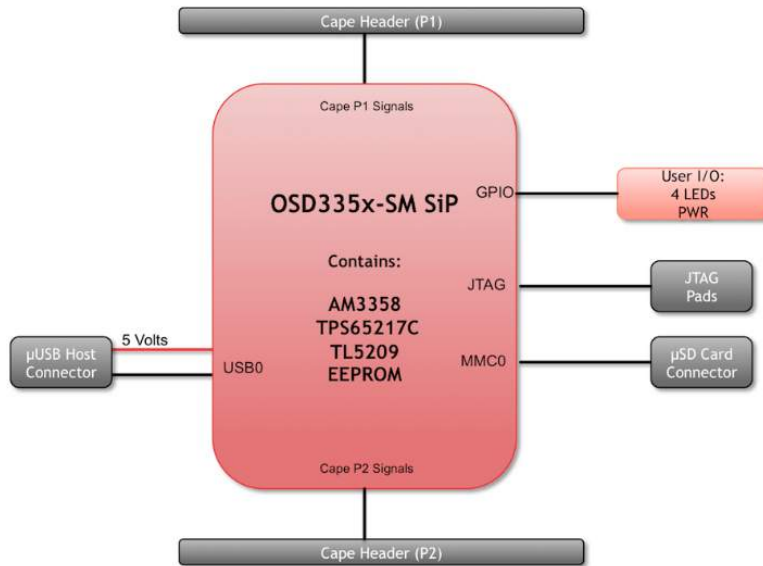 Cape Header (P1)
Cape P1 Signals
OSD335x-SM SiP
GPIO
User I/O:
4 LEDs
PWR
Contains:
AM3358
TPS65217C
TL5209
EEPROM
JTAG
JTAG
Pads
5 Volts
µUSB Host
Connector
USB0
MMC0
µSD Card
Connector
Cape P2 Signals
Cape Header (P2)